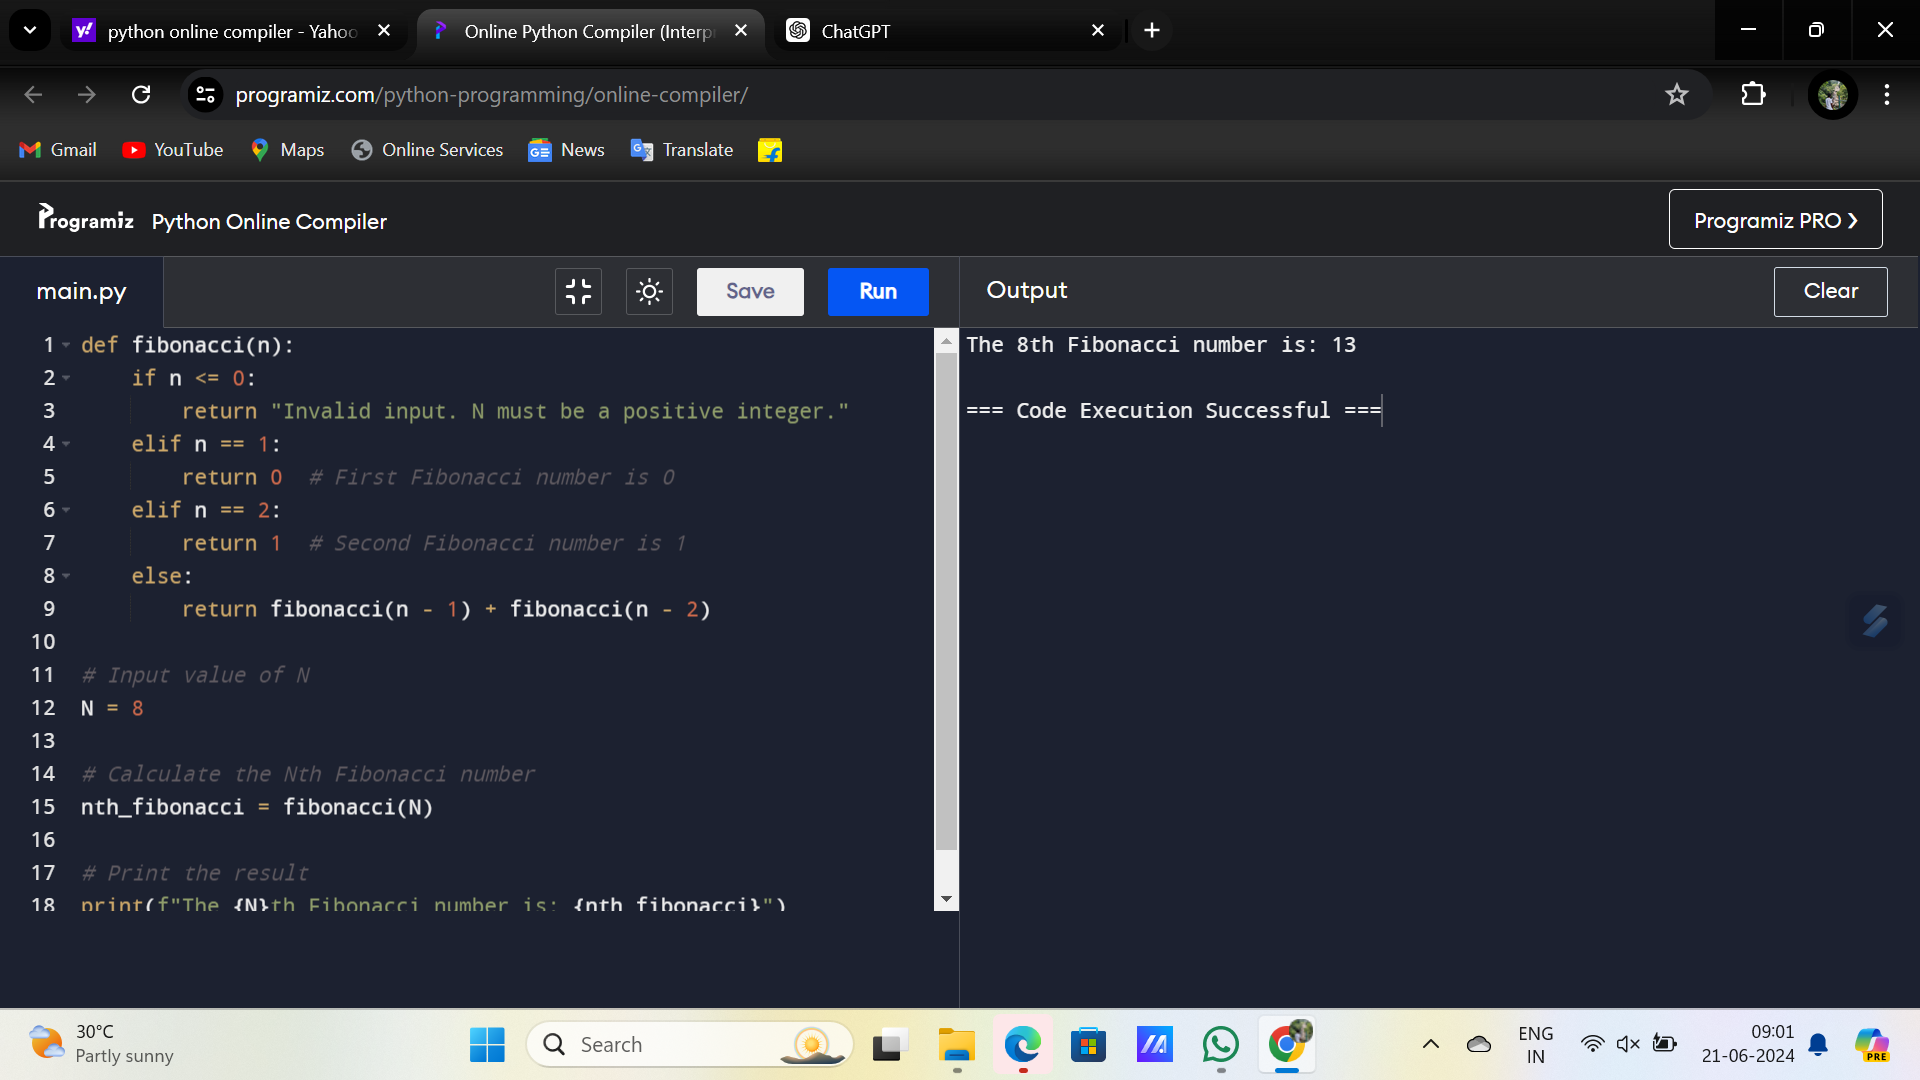 python online compiler - Yahoo
Online Python Compiler (Interp
ChatGPT
programiz.com/python-programming/online-compiler/
Gmail
YouTube
Maps
Online Services
News
Translate
Programiz
Python Online Compiler
Programiz PRO
main.py
Save
Run
Output
Clear
1 def fibonacci(n):
2     if n <= 0:
3         return "Invalid input. N must be a positive integer."
4     elif n == 1:
5         return 0  # First Fibonacci number is 0
6     elif n == 2:
7         return 1  # Second Fibonacci number is 1
8     else:
9         return fibonacci(n - 1) + fibonacci(n - 2)
10
11 # Input value of N
12 N = 8
13
14 # Calculate the Nth Fibonacci number
15 nth_fibonacci = fibonacci(N)
16
17 # Print the result
18 print(f"The {N}th Fibonacci number is: {nth_fibonacci}")
The 8th Fibonacci number is: 13
=== Code Execution Successful ===
30°C
Partly sunny
Search
ENG
IN
09:01
21-06-2024
PRE